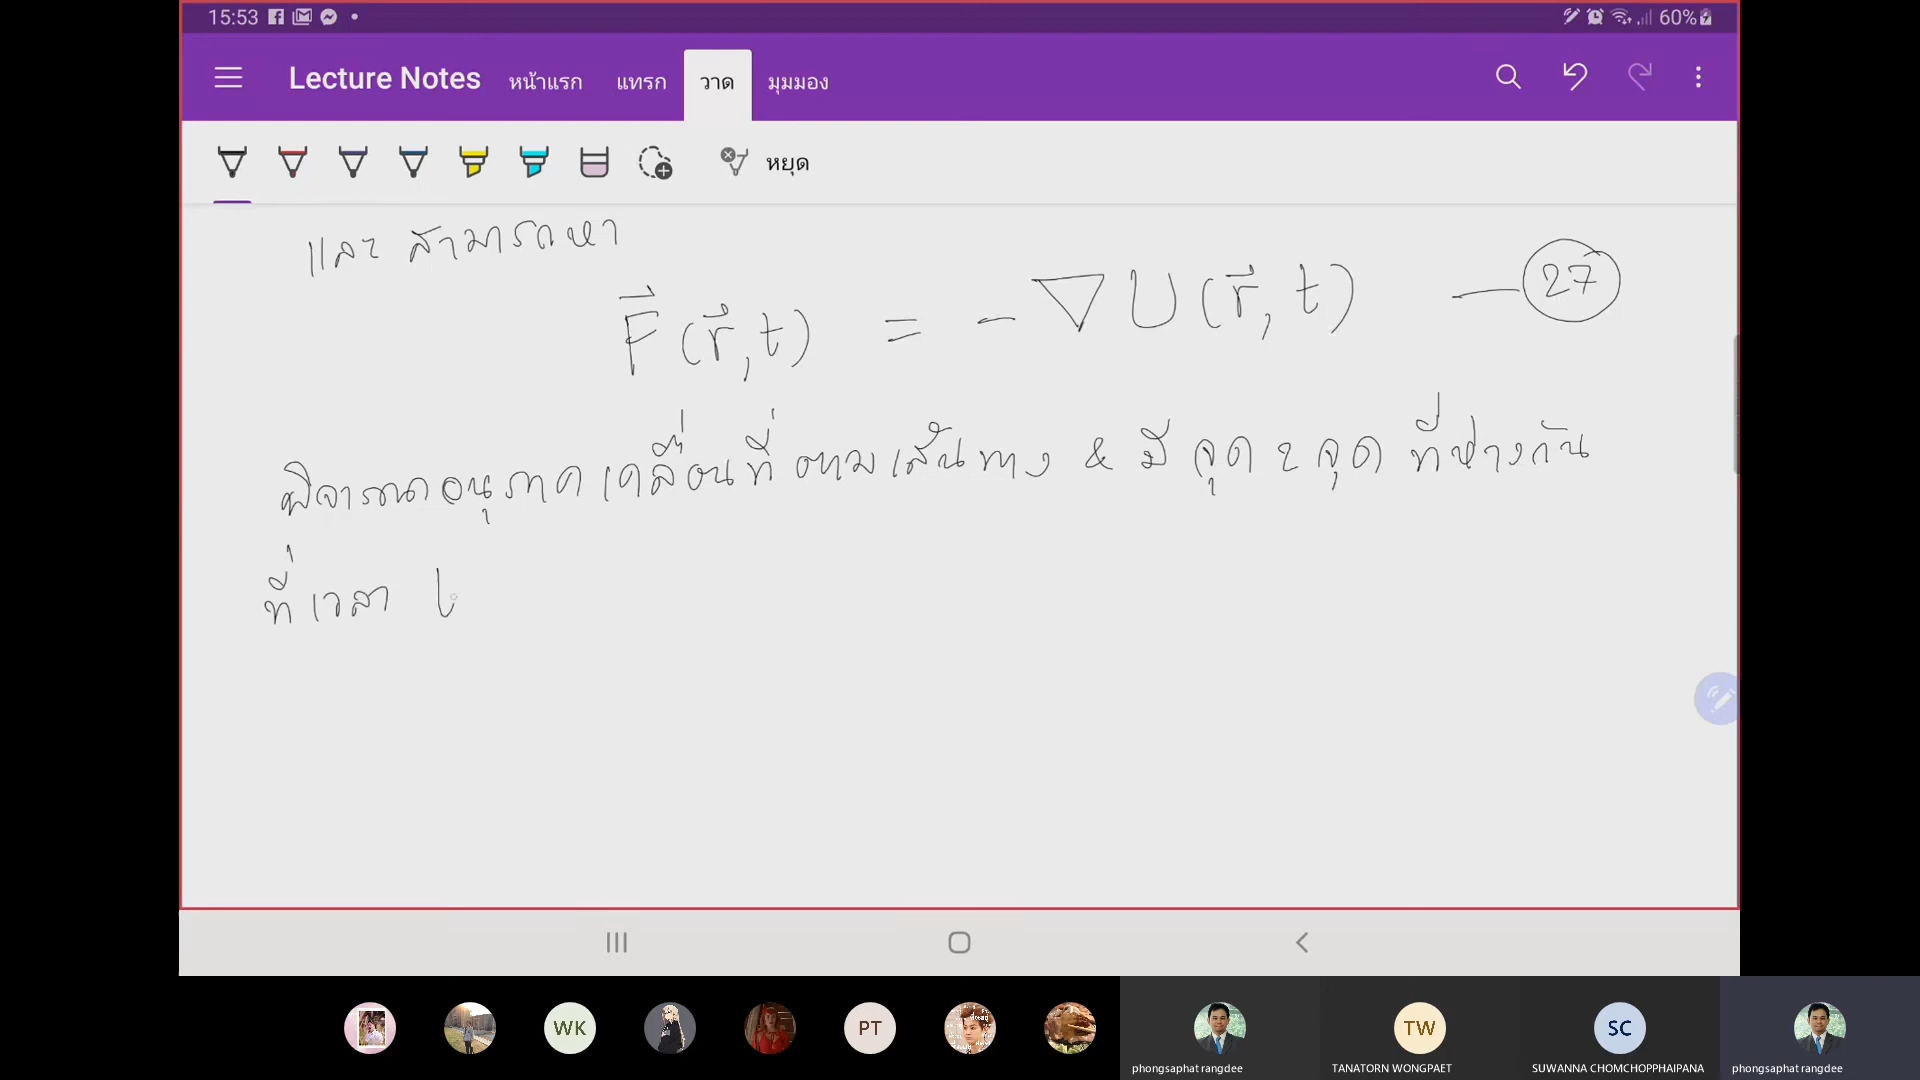 15:53 60%
Lecture Notes หน้าแรก แทรก วาด มุมมอง
หยุด
และ สามารถหา
F⃗(r⃗,t) = -∇U(r⃗,t) — 27
พิจารณาอนุภาคเคลื่อนที่ตามเส้นทาง & มี จุด 2 จุด ที่ห่างกัน
ที่เวลา t
WK PT TW SC
phongsaphat rangdee TANATORN WONGPAET SUWANNA CHOMCHOPPHAIPANA phongsaphat rangdee